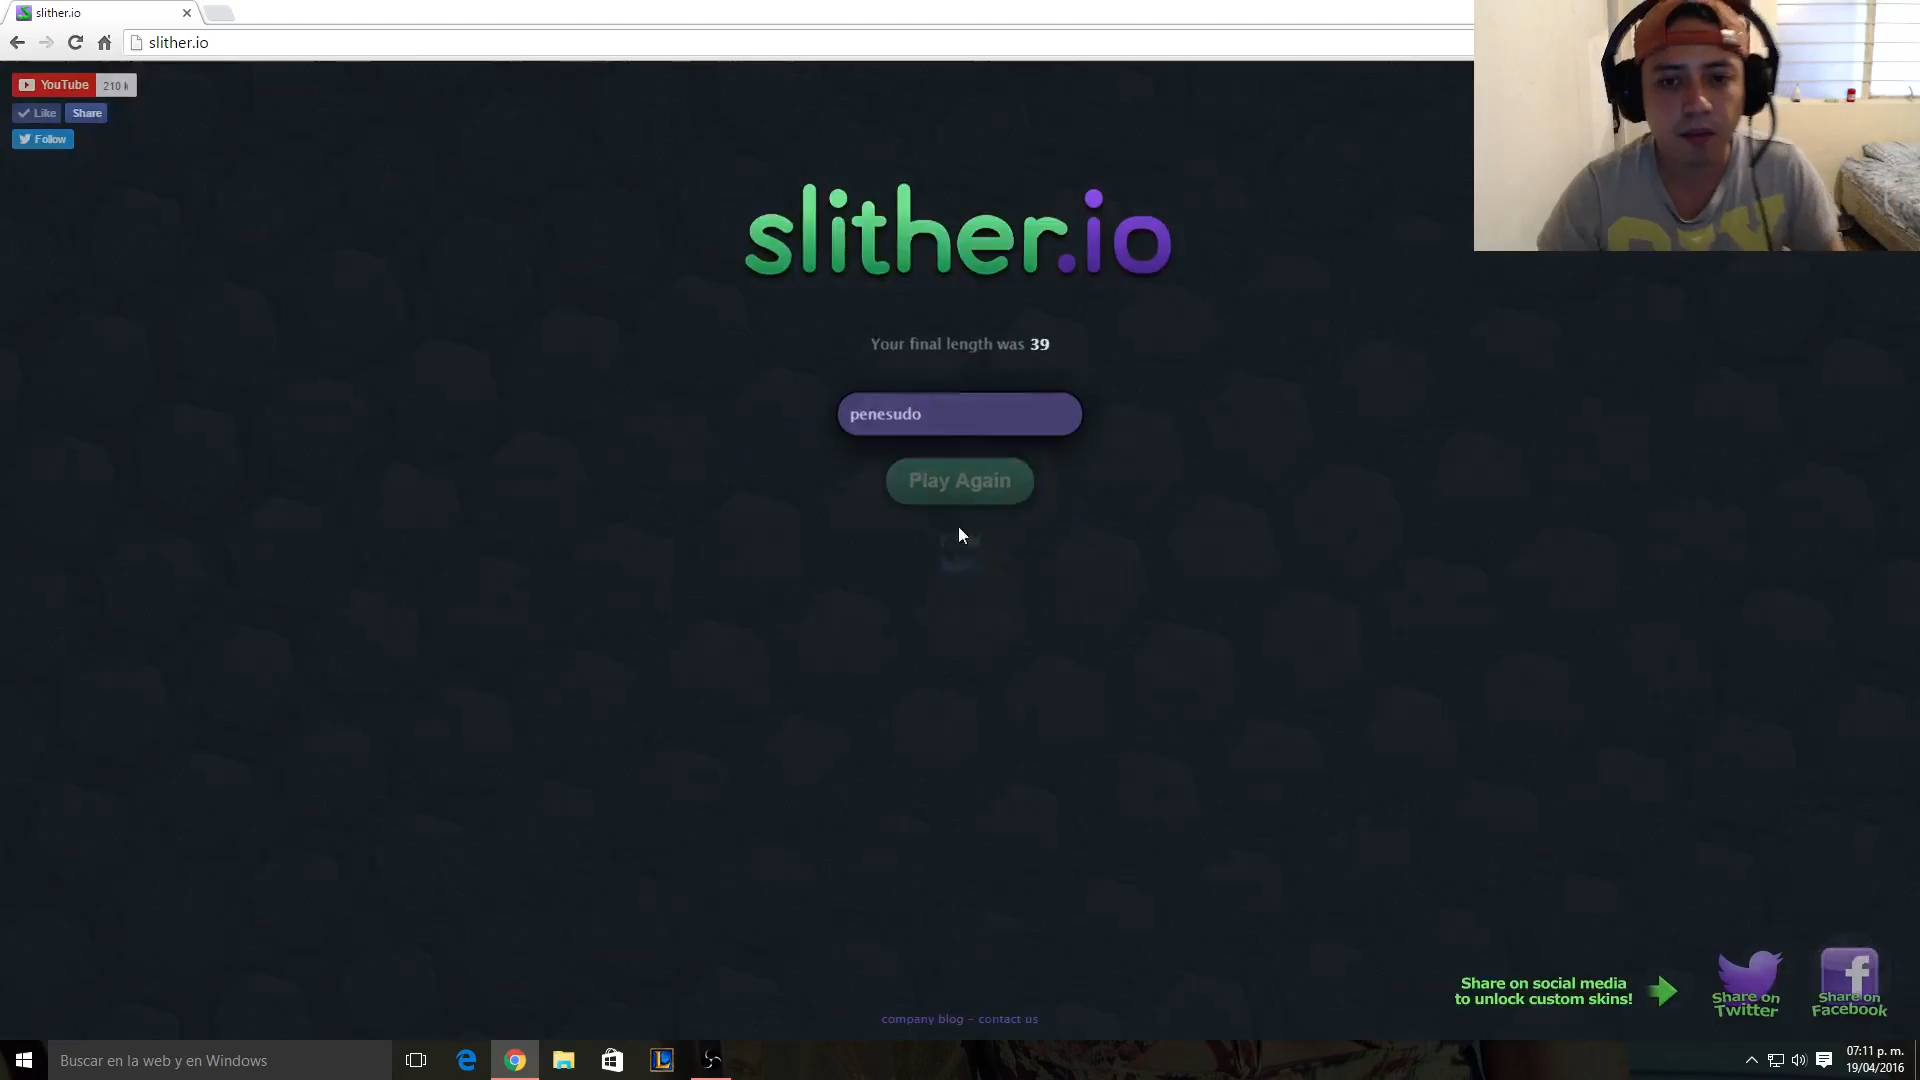 slither.io
slither.io
YouTube 210 k
Like Share
Follow
slither.io
Your final length was 39
penesudo
Play Again
Share on social media
to unlock custom skins!
Share on
Twitter
Share on
Facebook
company blog - contact us
Buscar en la web y en Windows
07:11 p. m.
19/04/2016